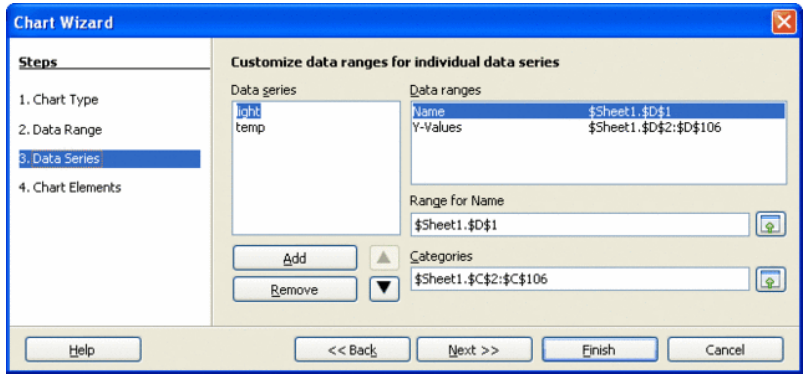 Chart Wizard
Steps
1. Chart Type
2. Data Range
3. Data Series
4. Chart Elements
Customize data ranges for individual data series
Data series
light
temp
Add
Remove
Data ranges
Name $Sheet1.$D$1
Y-Values $Sheet1.$D$2:$D$106
Range for Name
$Sheet1.$D$1
Categories
$Sheet1.$C$2:$C$106
Help
<< Back
Next >>
Finish
Cancel